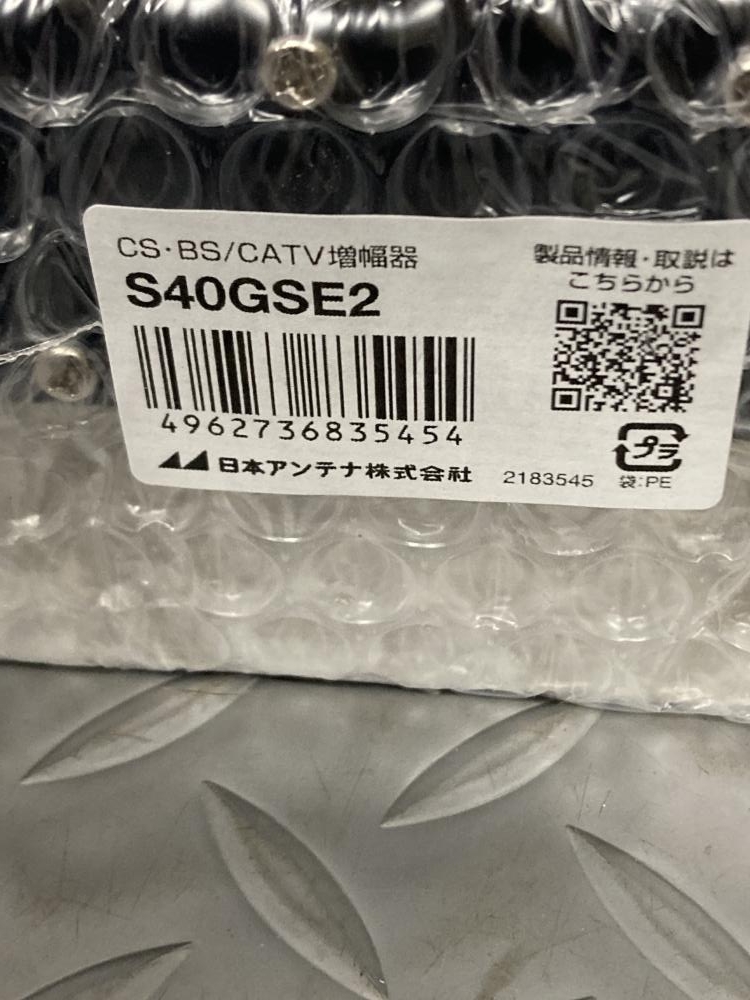 CS・BS/CATV増幅器
S40GSE2
4962736835454
日本アンテナ株式会社
製品情報・取説は
こちらから
プラ
2183545 袋:PE